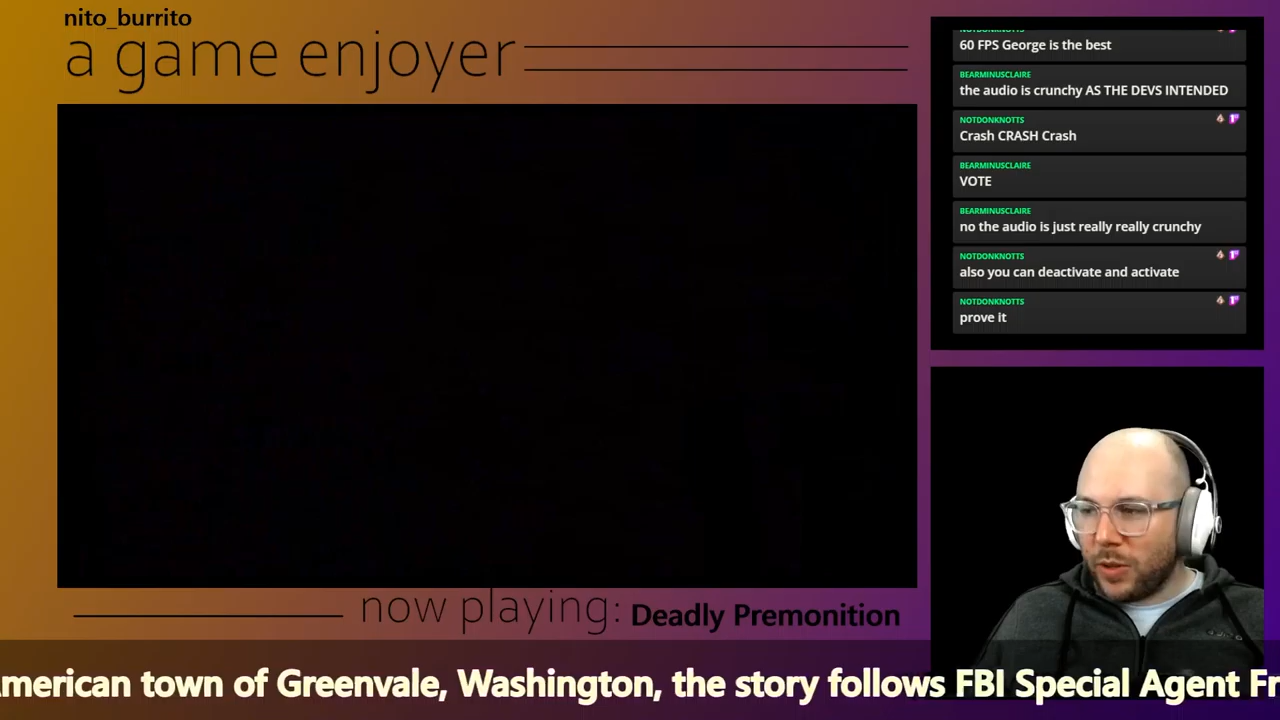 nito_burrito
a game enjoyer
60 FPS George is the best
BEARMINUSCLAIRE
the audio is crunchy AS THE DEVS INTENDED
NOTDONKNOTTS
Crash CRASH Crash
BEARMINUSCLAIRE
VOTE
BEARMINUSCLAIRE
no the audio is just really really crunchy
NOTDONKNOTTS
also you can deactivate and activate
NOTDONKNOTTS
prove it
now playing: Deadly Premonition
merican town of Greenvale, Washington, the story follows FBI Special Agent Fr